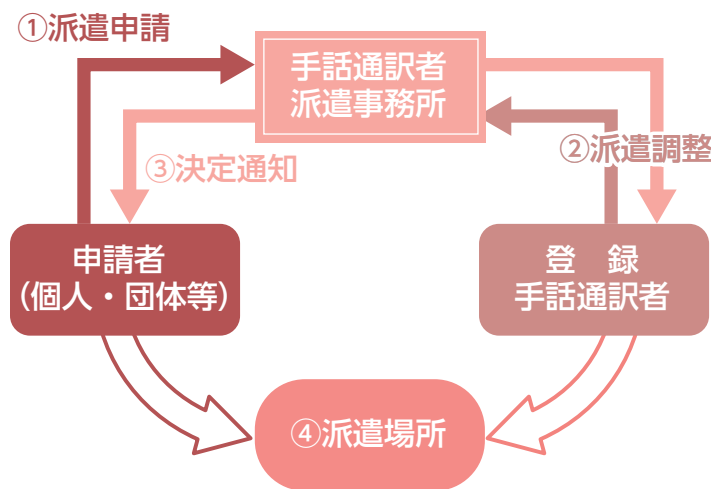 ①派遣申請
手話通訳者
派遣事務所
②派遣調整
③決定通知
申請者
(個人・団体等)
登　録
手話通訳者
④派遣場所